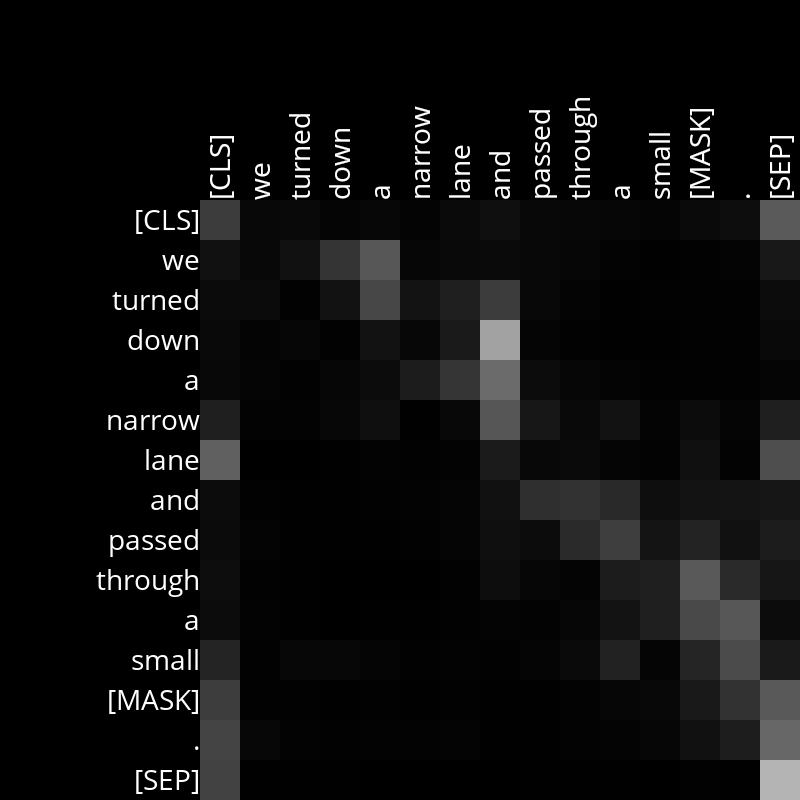 [CLS] we turned down a narrow lane and passed through a small [MASK] . [SEP]
[CLS]
we
turned
down
a
narrow
lane
and
passed
through
a
small
[MASK]
.
[SEP]